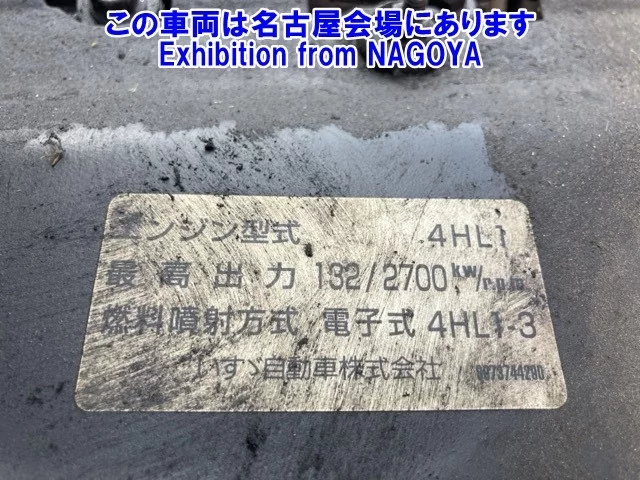 この車両は名古屋会場にあります
Exhibition from NAGOYA
エンジン型式 4HL1
最高出力 132/2700 kw/r.p.m
燃料噴射方式 電子式 4HL1-3
いすゞ自動車株式会社